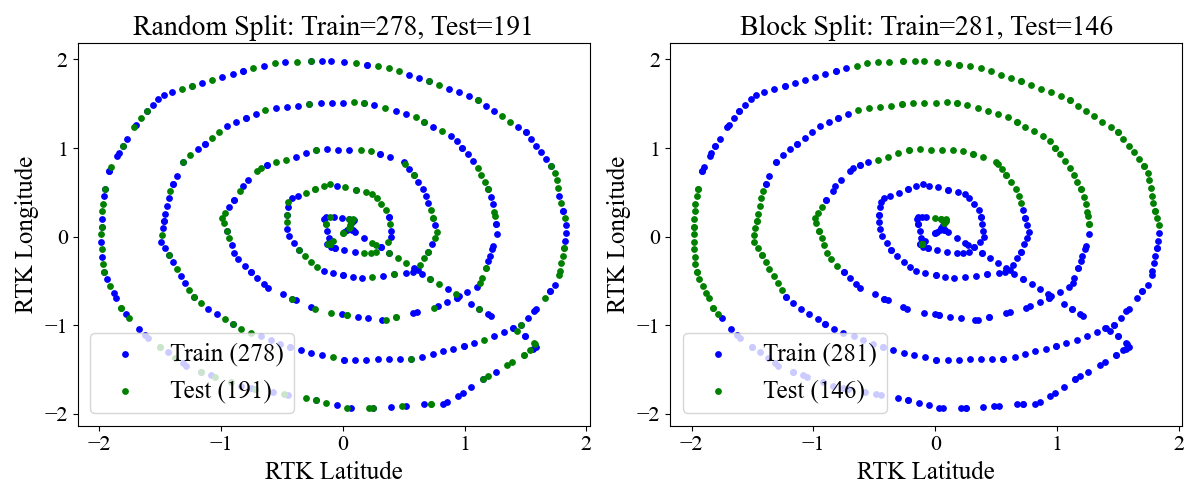 Random Split: Train=278, Test=191
RTK Longitude
2
1
0
−1
−2
Train (278)
Test (191)
−2
−1
0
1
2
RTK Latitude
Block Split: Train=281, Test=146
RTK Longitude
2
1
0
−1
−2
Train (281)
Test (146)
−2
−1
0
1
2
RTK Latitude